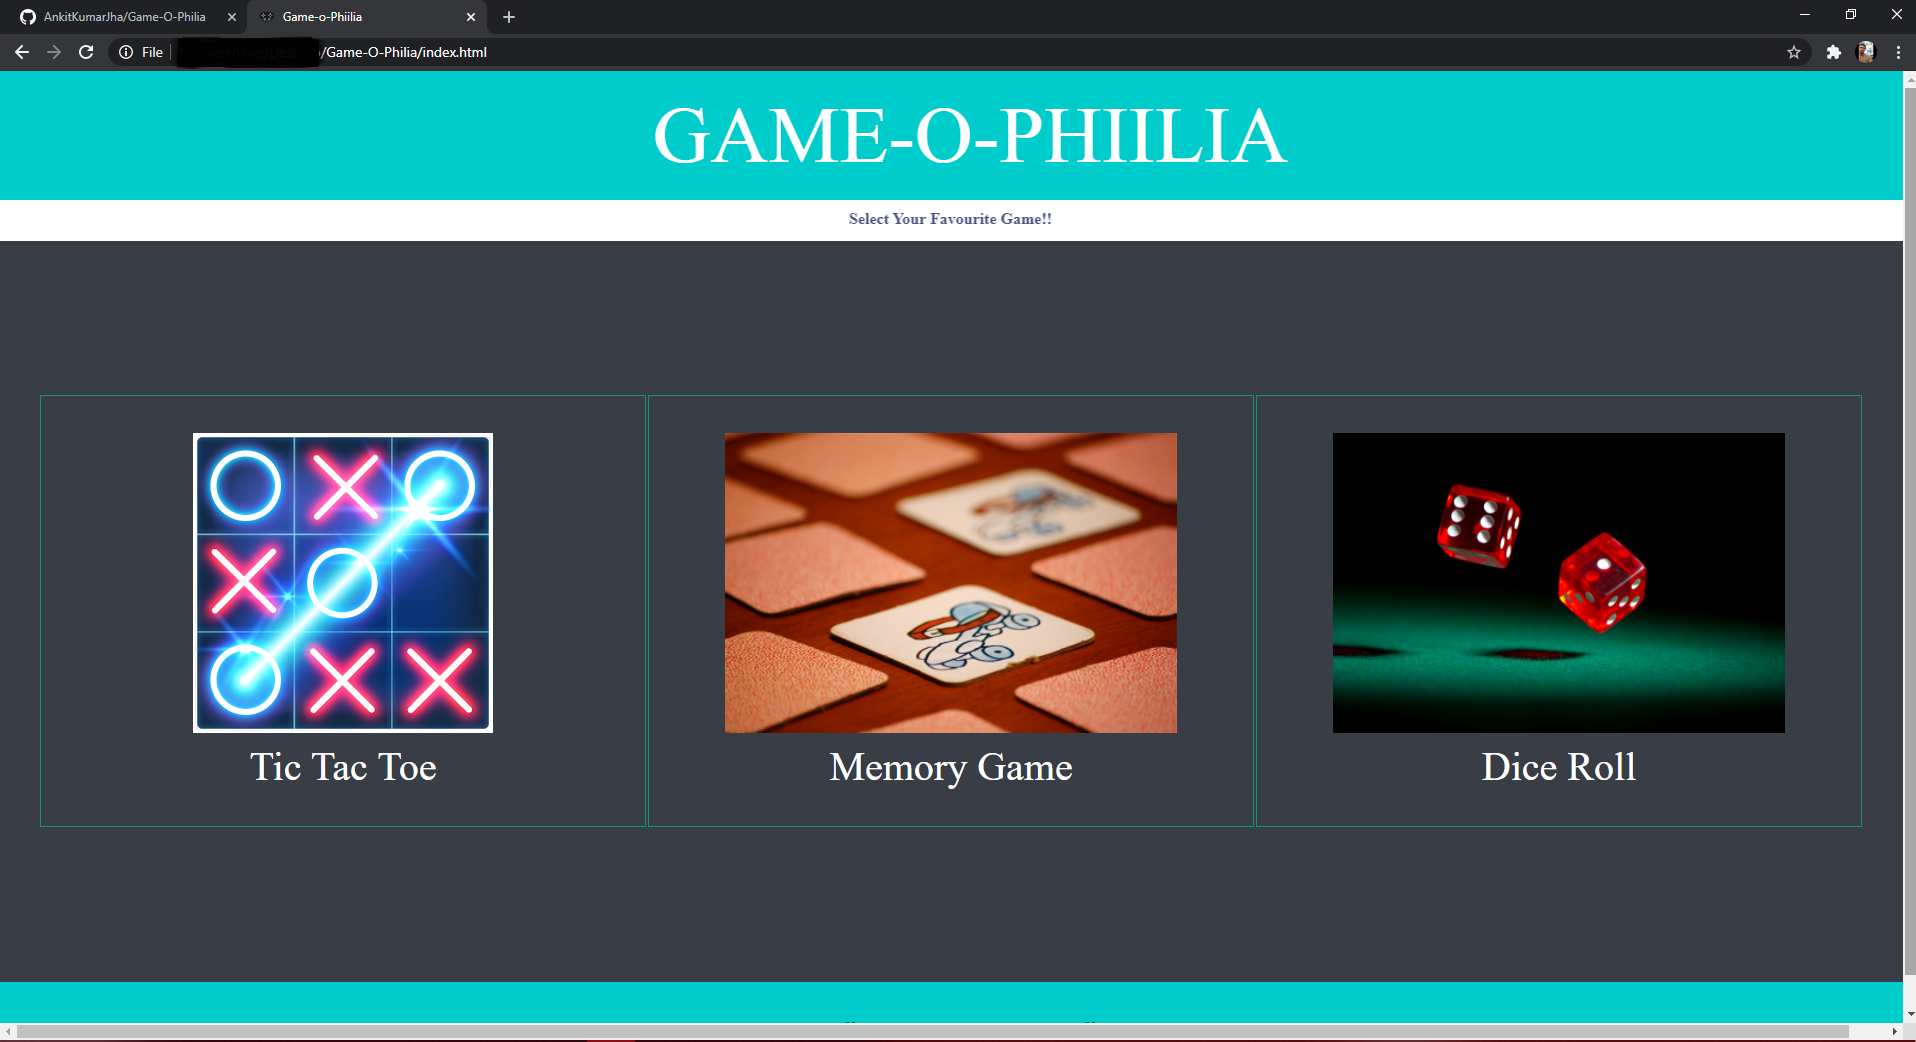 AnkitKumarJha/Game-O-Philia
Game-o-Phiilia
File
/Game-O-Philia/index.html
GAME-O-PHIILIA
Select Your Favourite Game!!
Tic Tac Toe
Memory Game
Dice Roll